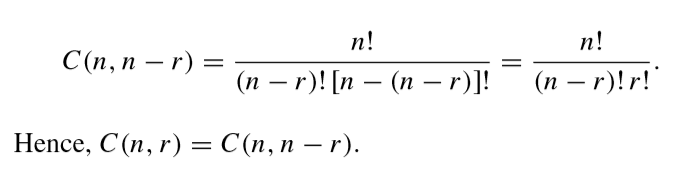 C(n, n − r) = n! / (n − r)! [n − (n − r)]! = n! / (n − r)! r! .
Hence, C(n, r) = C(n, n − r).